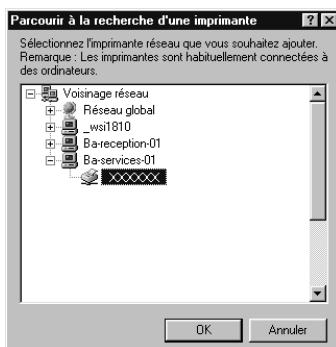 Parcourir à la recherche d'une imprimante
Sélectionnez l'imprimante réseau que vous souhaitez ajouter.
Remarque : Les imprimantes sont habituellement connectées à
des ordinateurs.
Voisinage réseau
Réseau global
_wsi1810
Ba-reception-01
Ba-services-01
XXXXXXX
OK Annuler